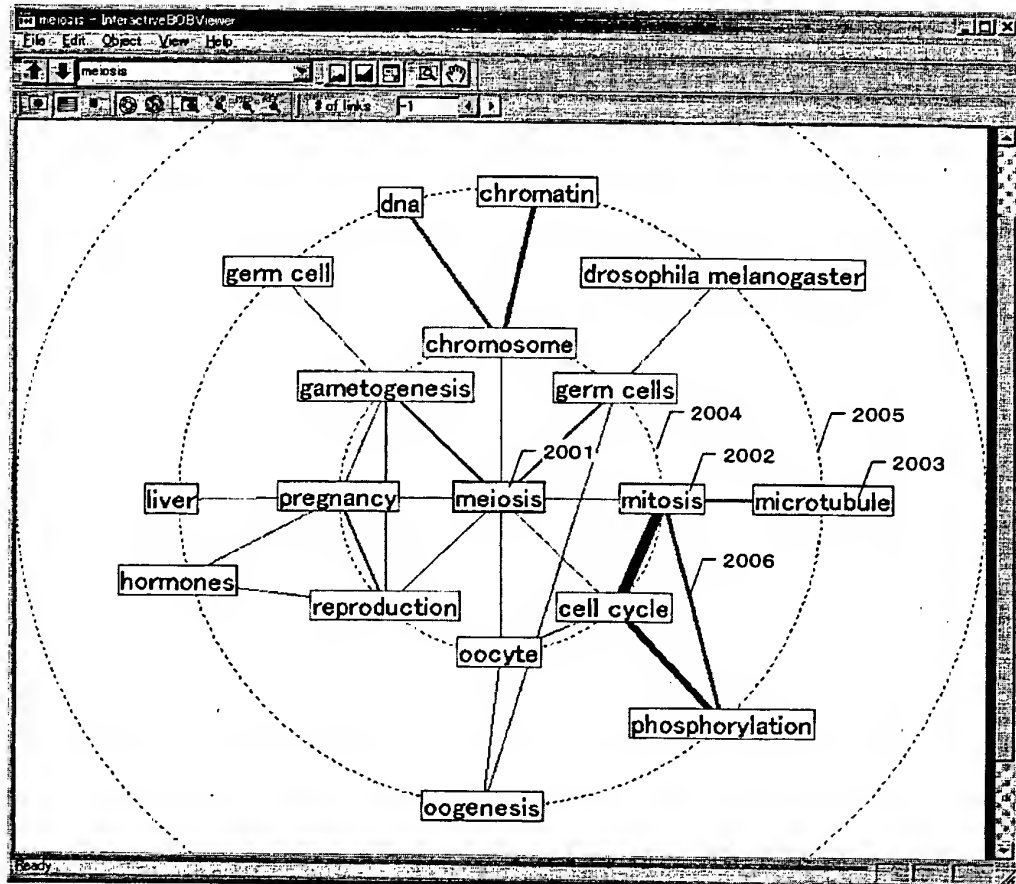 meiosis - InteractiveBOBViewer
File Edit Object View Help
meiosis
# of links -1
dna
chromatin
germ cell
drosophila melanogaster
chromosome
gametogenesis
germ cells
2004
2005
2001
2002
2003
liver
pregnancy
meiosis
mitosis
microtubule
2006
hormones
reproduction
cell cycle
oocyte
phosphorylation
oogenesis
Ready